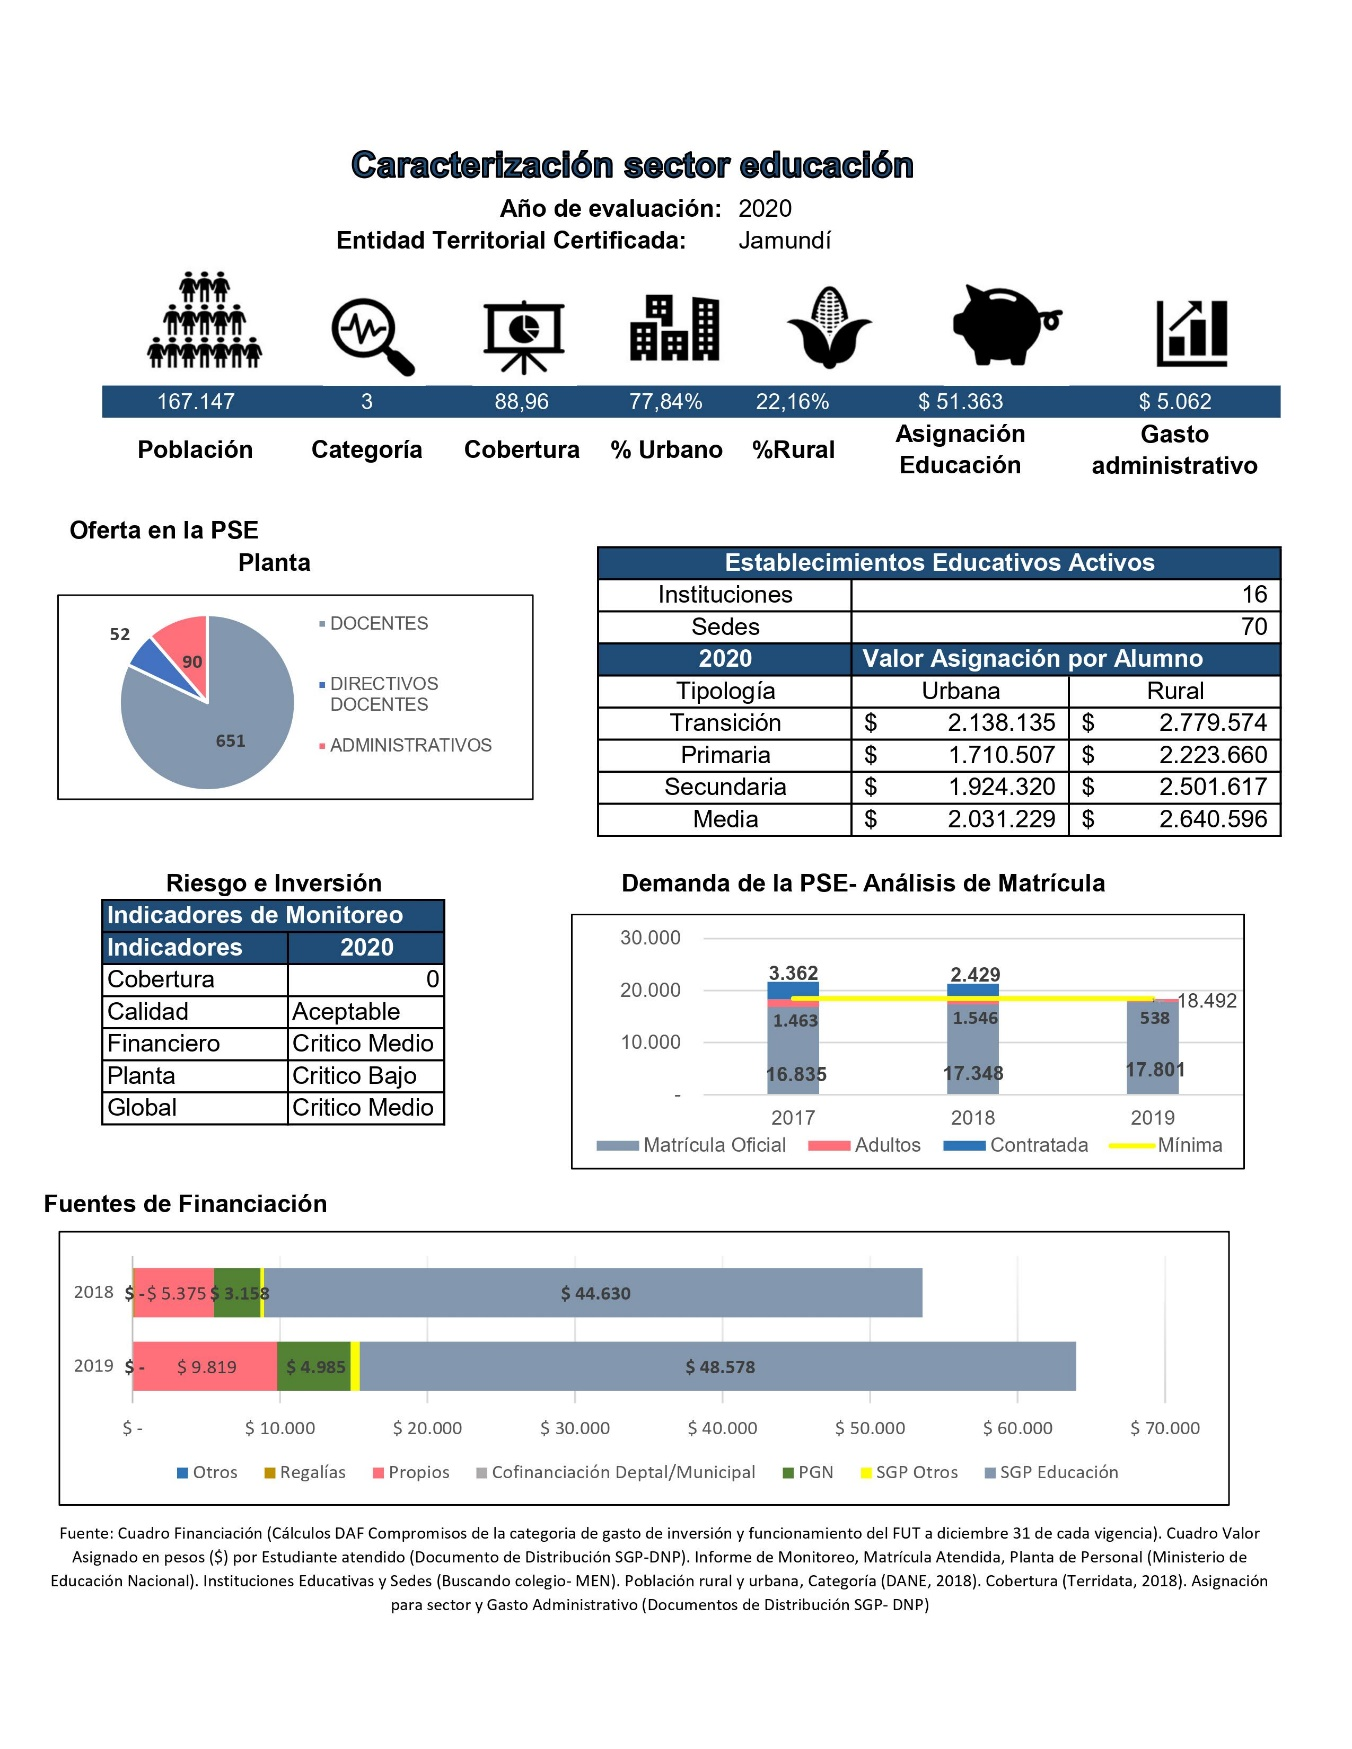 Caracterización sector educación
Año de evaluación: 2020
Entidad Territorial Certificada: Jamundí
167.147 3 88,96 77,84% 22,16% $ 51.363 $ 5.062
Población Categoría Cobertura % Urbano %Rural Asignación Educación Gasto administrativo
Oferta en la PSE
Planta
52
90
651
DOCENTES
DIRECTIVOS
DOCENTES
ADMINISTRATIVOS
Establecimientos Educativos Activos
Instituciones 16
Sedes 70
2020 Valor Asignación por Alumno
Tipología Urbana Rural
Transición $ 2.138.135 $ 2.779.574
Primaria $ 1.710.507 $ 2.223.660
Secundaria $ 1.924.320 $ 2.501.617
Media $ 2.031.229 $ 2.640.596
Riesgo e Inversión
Indicadores de Monitoreo
Indicadores 2020
Cobertura 0
Calidad Aceptable
Financiero Critico Medio
Planta Critico Bajo
Global Critico Medio
Demanda de la PSE- Análisis de Matrícula
30.000
20.000
10.000
-
3.362 2.429
18.492
1.463 1.546 538
16.835 17.348 17.801
2017 2018 2019
Matrícula Oficial Adultos Contratada Mínima
Fuentes de Financiación
2018 $ - $ 5.375 $ 3.158 $ 44.630
2019 $ - $ 9.819 $ 4.985 $ 48.578
$ - $ 10.000 $ 20.000 $ 30.000 $ 40.000 $ 50.000 $ 60.000 $ 70.000
Otros Regalías Propios Cofinanciación Deptal/Municipal PGN SGP Otros SGP Educación
Fuente: Cuadro Financiación (Cálculos DAF Compromisos de la categoria de gasto de inversión y funcionamiento del FUT a diciembre 31 de cada vigencia). Cuadro Valor
Asignado en pesos ($) por Estudiante atendido (Documento de Distribución SGP-DNP). Informe de Monitoreo, Matrícula Atendida, Planta de Personal (Ministerio de
Educación Nacional). Instituciones Educativas y Sedes (Buscando colegio- MEN). Población rural y urbana, Categoría (DANE, 2018). Cobertura (Terridata, 2018). Asignación
para sector y Gasto Administrativo (Documentos de Distribución SGP- DNP)